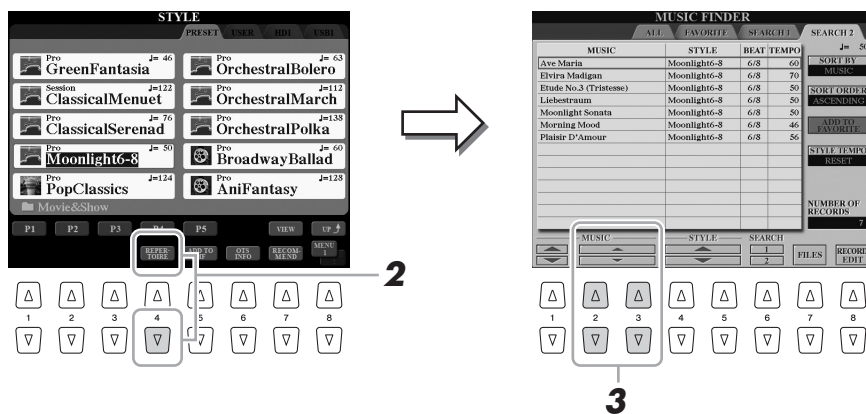 STYLE
PRESET USER HD1 USB1
Pro ♩= 46
GreenFantasia
Pro ♩= 63
OrchestralBolero
Session ♩=122
ClassicalMenuet
Pro ♩=112
OrchestralMarch
Pro ♩= 76
ClassicalSerenad
Pro ♩=138
OrchestralPolka
Pro ♩= 50
Moonlight6-8
Pro ♩= 60
BroadwayBallad
Pro ♩=124
PopClassics
Pro ♩=128
AniFantasy
Movie&Show
P1 P2 P3 P4 P5 VIEW UP
REPER-
TOIRE
ADD TO
MF
OTS
INFO
RECOM-
MEND
MENU
1
2
1 2 3 4 5 6 7 8
MUSIC FINDER
ALL FAVORITE SEARCH 1 SEARCH 2
MUSIC STYLE BEAT TEMPO
Ave Maria Moonlight6-8 6/8 60
Elvira Madigan Moonlight6-8 6/8 70
Etude No.3 (Tristesse) Moonlight6-8 6/8 50
Liebestraum Moonlight6-8 6/8 50
Moonlight Sonata Moonlight6-8 6/8 50
Morning Mood Moonlight6-8 6/8 46
Plaisir D'Amour Moonlight6-8 6/8 56
♩= 50
SORT BY
MUSIC
SORT ORDER
ASCENDING
ADD TO
FAVORITE
STYLE TEMPO
RESET
NUMBER OF
RECORDS
7
MUSIC STYLE SEARCH
1
2
FILES
RECORD
EDIT
1 2 3 4 5 6 7 8
3